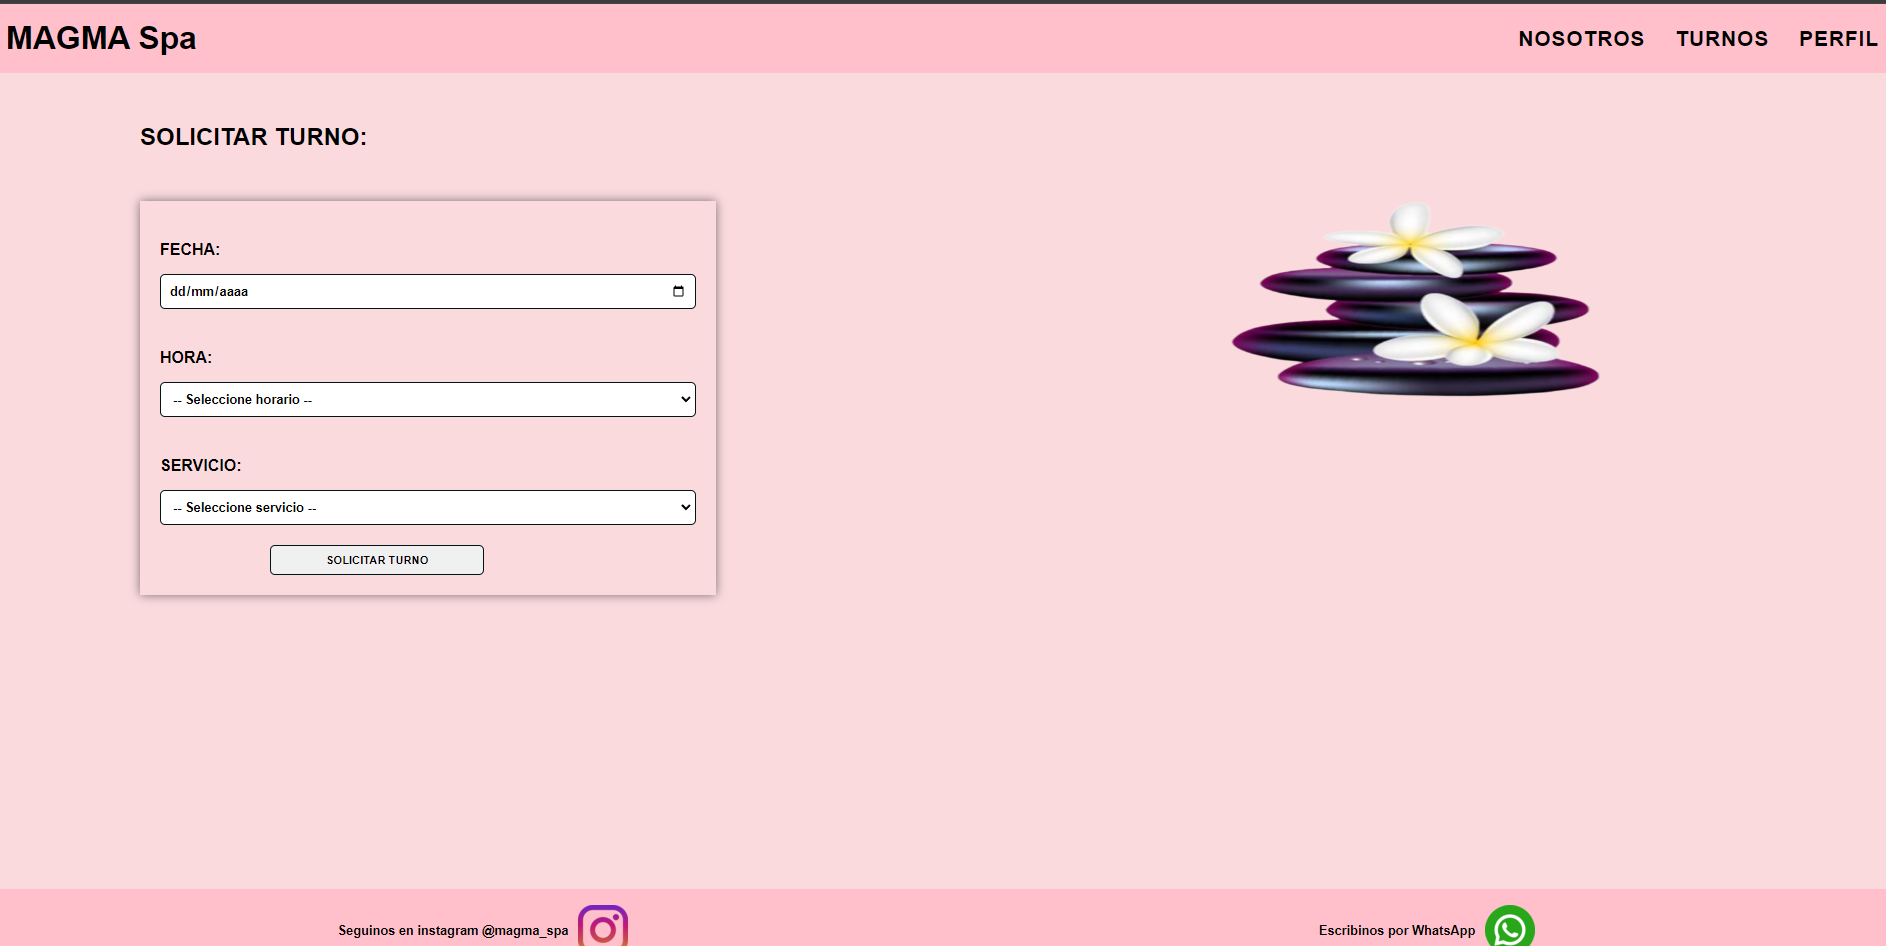 MAGMA Spa
NOSOTROS TURNOS PERFIL
SOLICITAR TURNO:
FECHA:
dd/mm/aaaa
HORA:
-- Seleccione horario --
SERVICIO:
-- Seleccione servicio --
SOLICITAR TURNO
Seguinos en instagram @magma_spa
Escribinos por WhatsApp